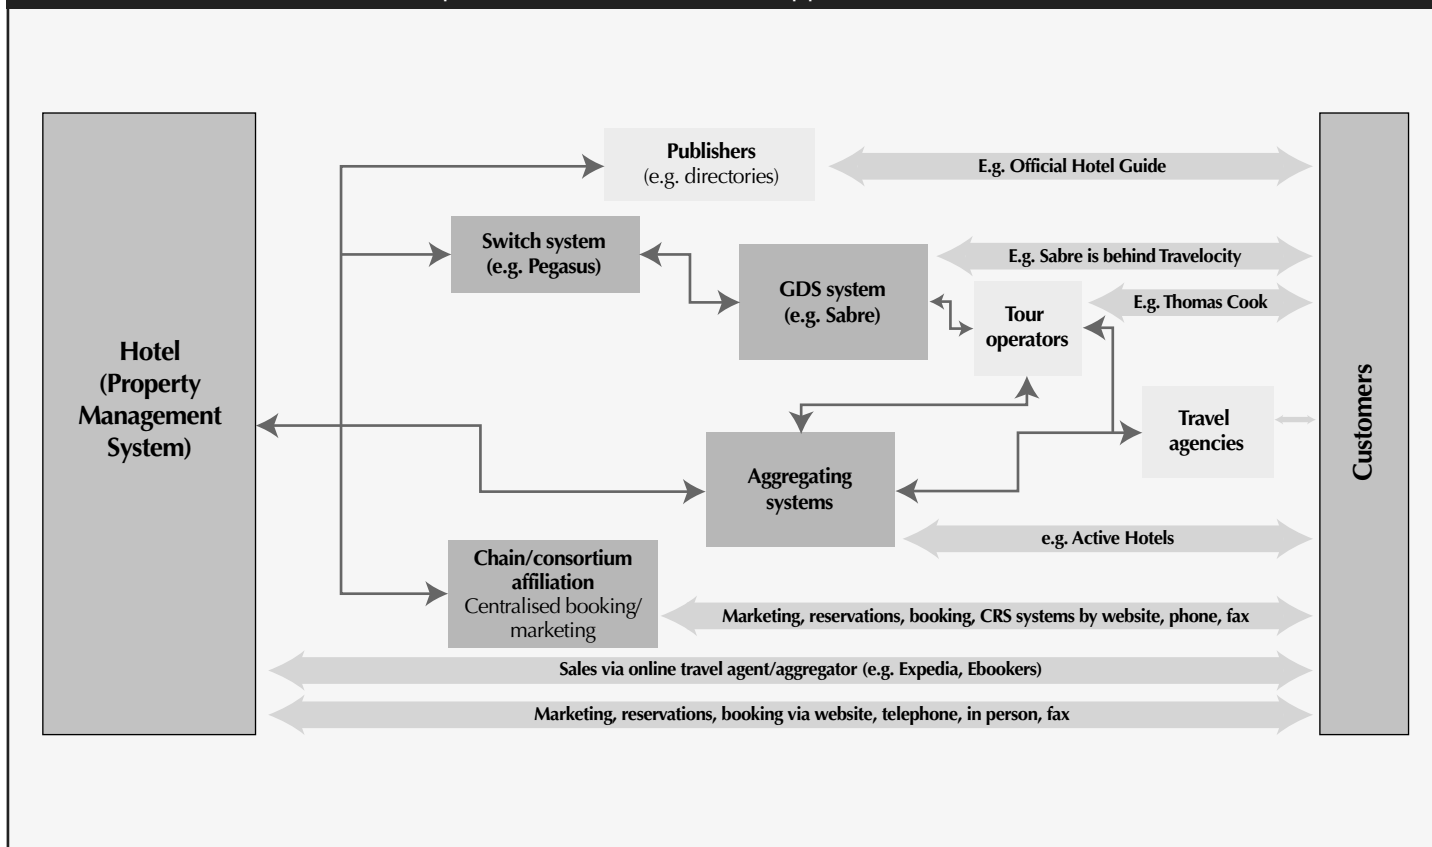 Publishers
(e.g. directories)
E.g. Official Hotel Guide
Switch system
(e.g. Pegasus)
E.g. Sabre is behind Travelocity
GDS system
(e.g. Sabre)
E.g. Thomas Cook
Tour
operators
Hotel
(Property
Management
System)
Travel
agencies
Customers
Aggregating
systems
e.g. Active Hotels
Chain/consortium
affiliation
Centralised booking/
marketing
Marketing, reservations, booking, CRS systems by website, phone, fax
Sales via online travel agent/aggregator (e.g. Expedia, Ebookers)
Marketing, reservations, booking via website, telephone, in person, fax